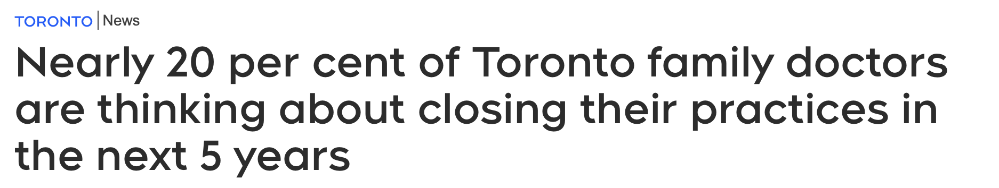 TORONTO | News
Nearly 20 per cent of Toronto family doctors
are thinking about closing their practices in
the next 5 years